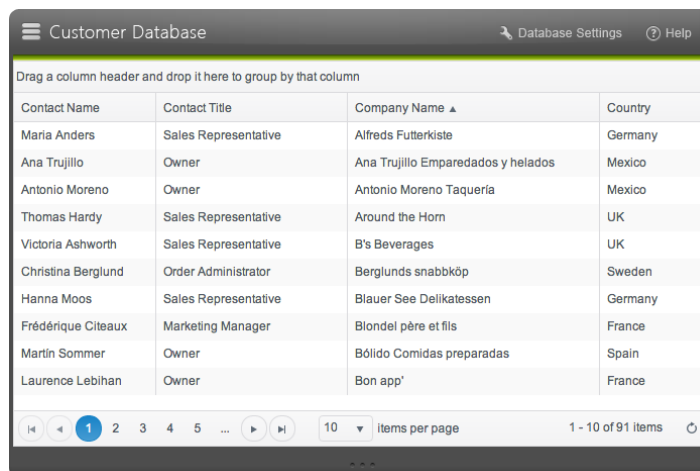 Customer Database Database Settings Help
Drag a column header and drop it here to group by that column
Contact Name Contact Title Company Name ▲ Country
Maria Anders Sales Representative Alfreds Futterkiste Germany
Ana Trujillo Owner Ana Trujillo Emparedados y helados Mexico
Antonio Moreno Owner Antonio Moreno Taquería Mexico
Thomas Hardy Sales Representative Around the Horn UK
Victoria Ashworth Sales Representative B's Beverages UK
Christina Berglund Order Administrator Berglunds snabbköp Sweden
Hanna Moos Sales Representative Blauer See Delikatessen Germany
Frédérique Citeaux Marketing Manager Blondel père et fils France
Martín Sommer Owner Bólido Comidas preparadas Spain
Laurence Lebihan Owner Bon app' France
1 2 3 4 5 ... 10 items per page 1 - 10 of 91 items